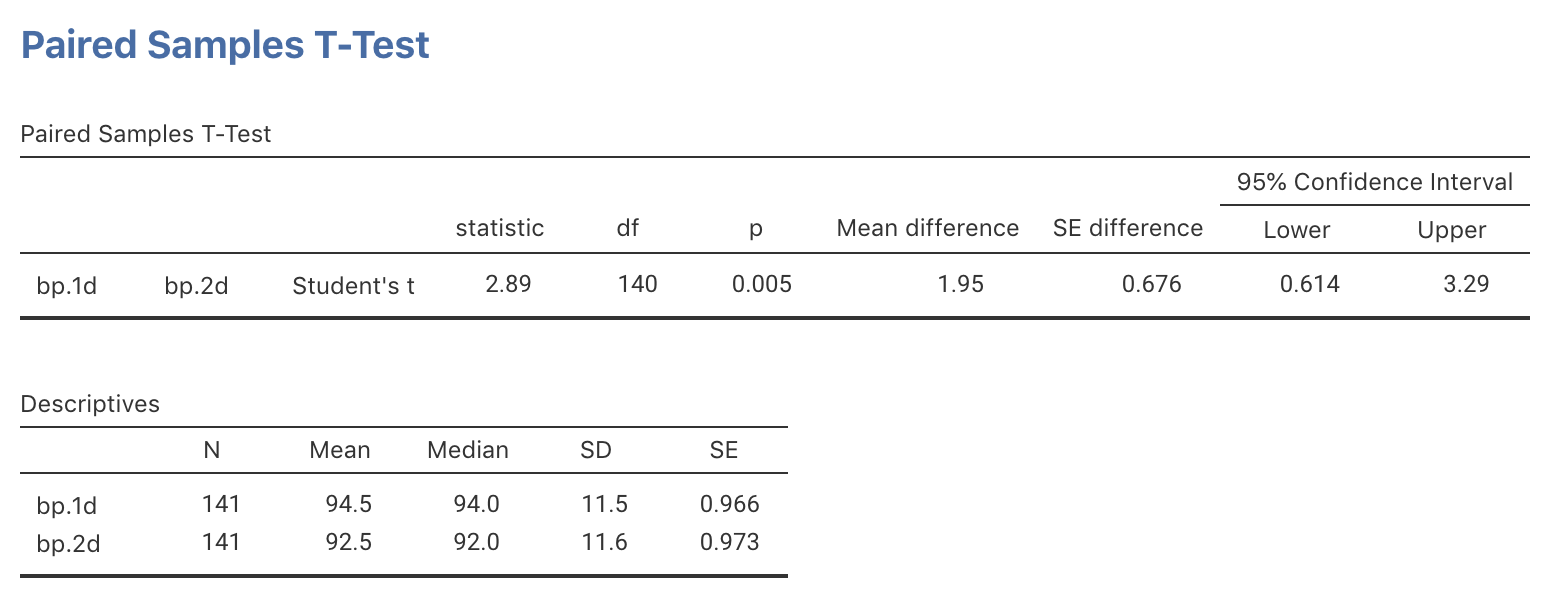 Paired Samples T-Test
Paired Samples T-Test
95% Confidence Interval
statistic df p Mean difference SE difference Lower Upper
bp.1d bp.2d Student's t 2.89 140 0.005 1.95 0.676 0.614 3.29
Descriptives
N Mean Median SD SE
bp.1d 141 94.5 94.0 11.5 0.966
bp.2d 141 92.5 92.0 11.6 0.973